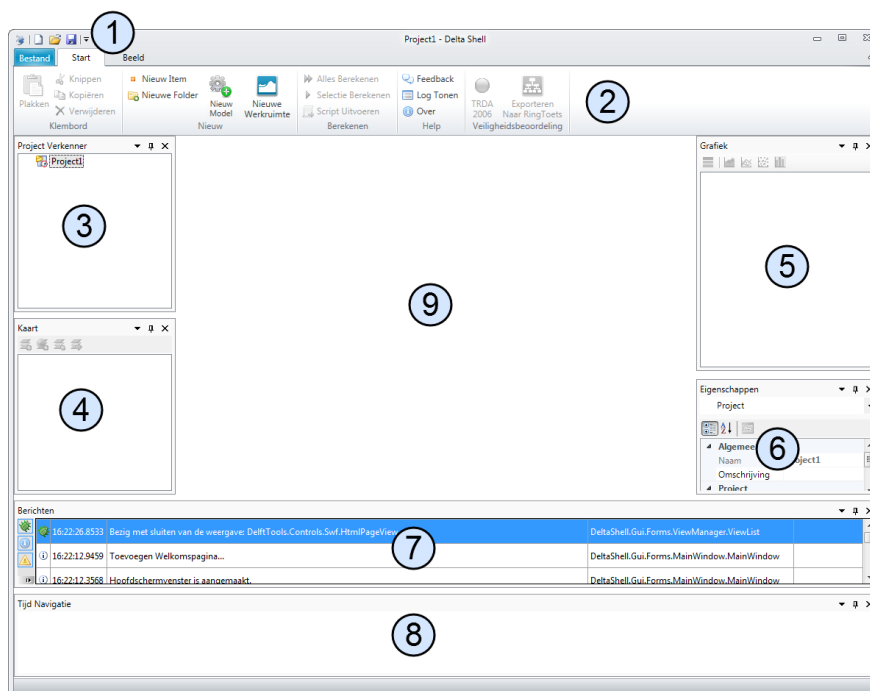 1
Project1 - Delta Shell
Bestand Start Beeld
Plakken
Knippen
Kopiëren
Verwijderen
Klembord
Nieuw Item
Nieuwe Folder
Nieuw Model
Nieuwe Werkruimte
Nieuw
Alles Berekenen
Selectie Berekenen
Script Uitvoeren
Berekenen
Feedback
Log Tonen
Over
Help
TRDA 2006
Exporteren Naar RingToets
Veiligheidsbeoordeling
2
Project Verkenner
Project1
3
Grafiek
5
9
Kaart
4
Eigenschappen
Project
Naam
Omschrijving
Project
6
Berichten
16:22:26.8533 Bezig met sluiten van de weergave: DelftTools.Controls.Swf.HtmlPageView DeltaShell.Gui.Forms.ViewManager.ViewList
7
16:22:12.9459 Toevoegen Welkomspagina... DeltaShell.Gui.Forms.MainWindow.MainWindow
16:22:12.3568 Hoofdschermvenster is aangemaakt. DeltaShell.Gui.Forms.MainWindow.MainWindow
Tijd Navigatie
8